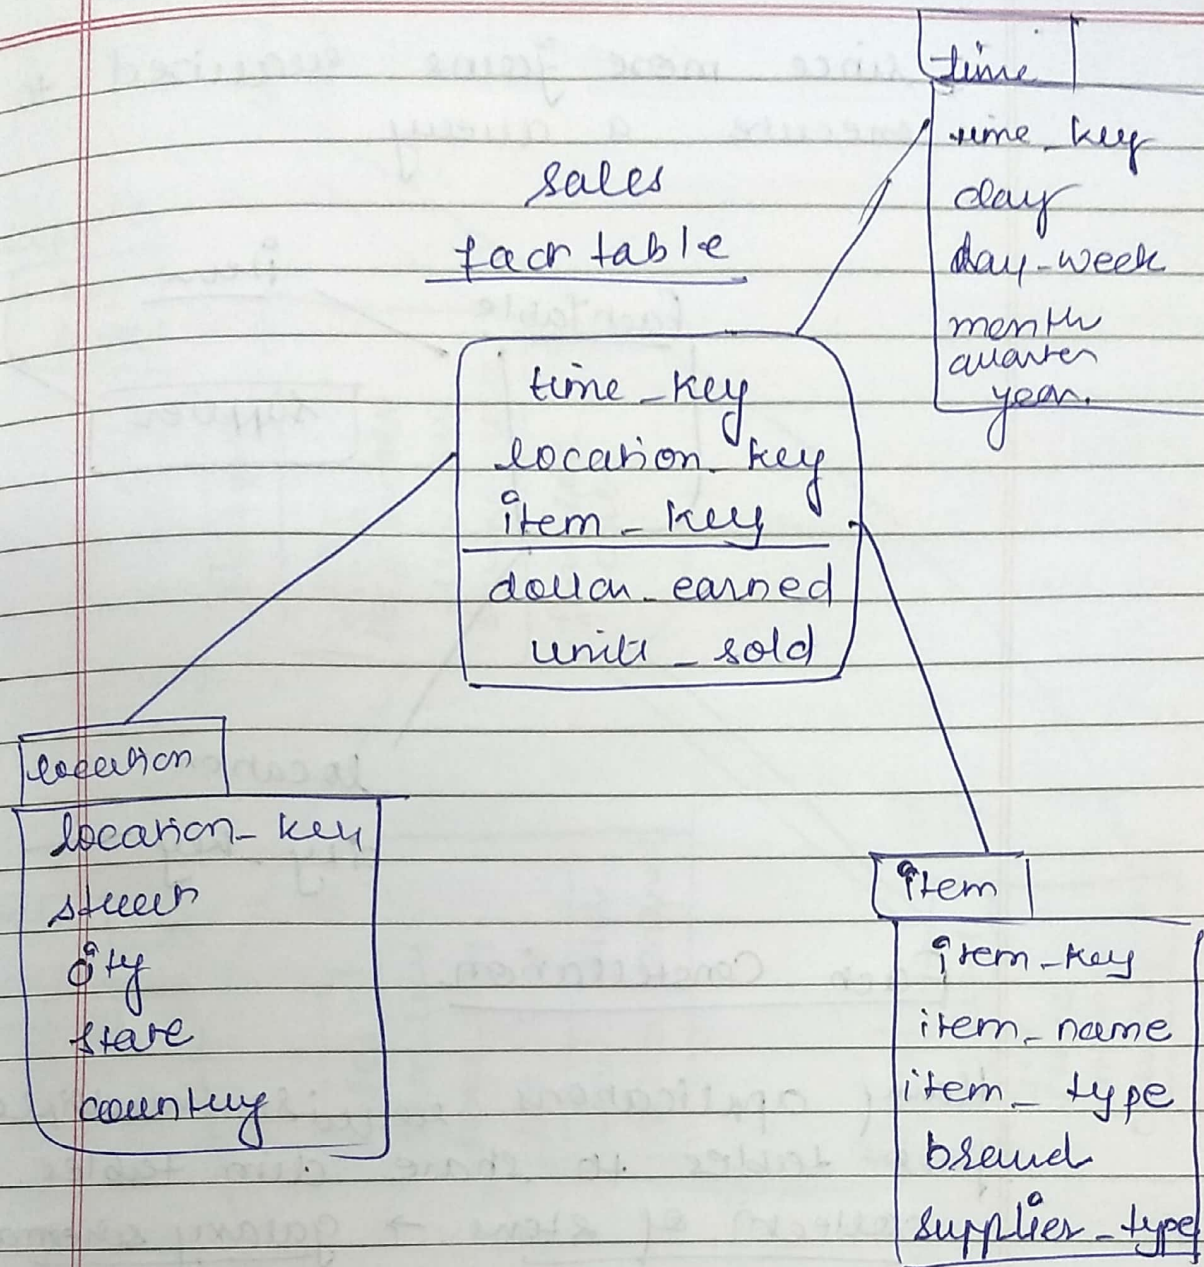 time
time_key
day
day-week
month
quarter
year.
sales
fact table
time_key
location_key
item_key
dollar_earned
units_sold
location
location_key
street
city
state
country
item
item_key
item_name
item_type
brand
supplier_type